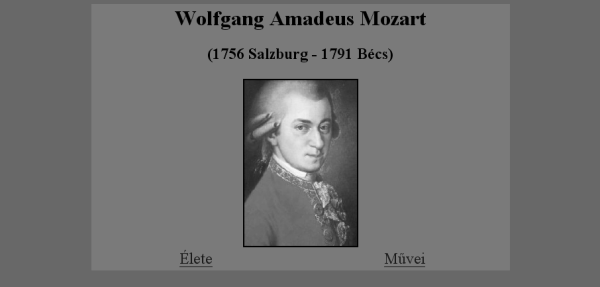 Wolfgang Amadeus Mozart
(1756 Salzburg - 1791 Bécs)
Élete Művei